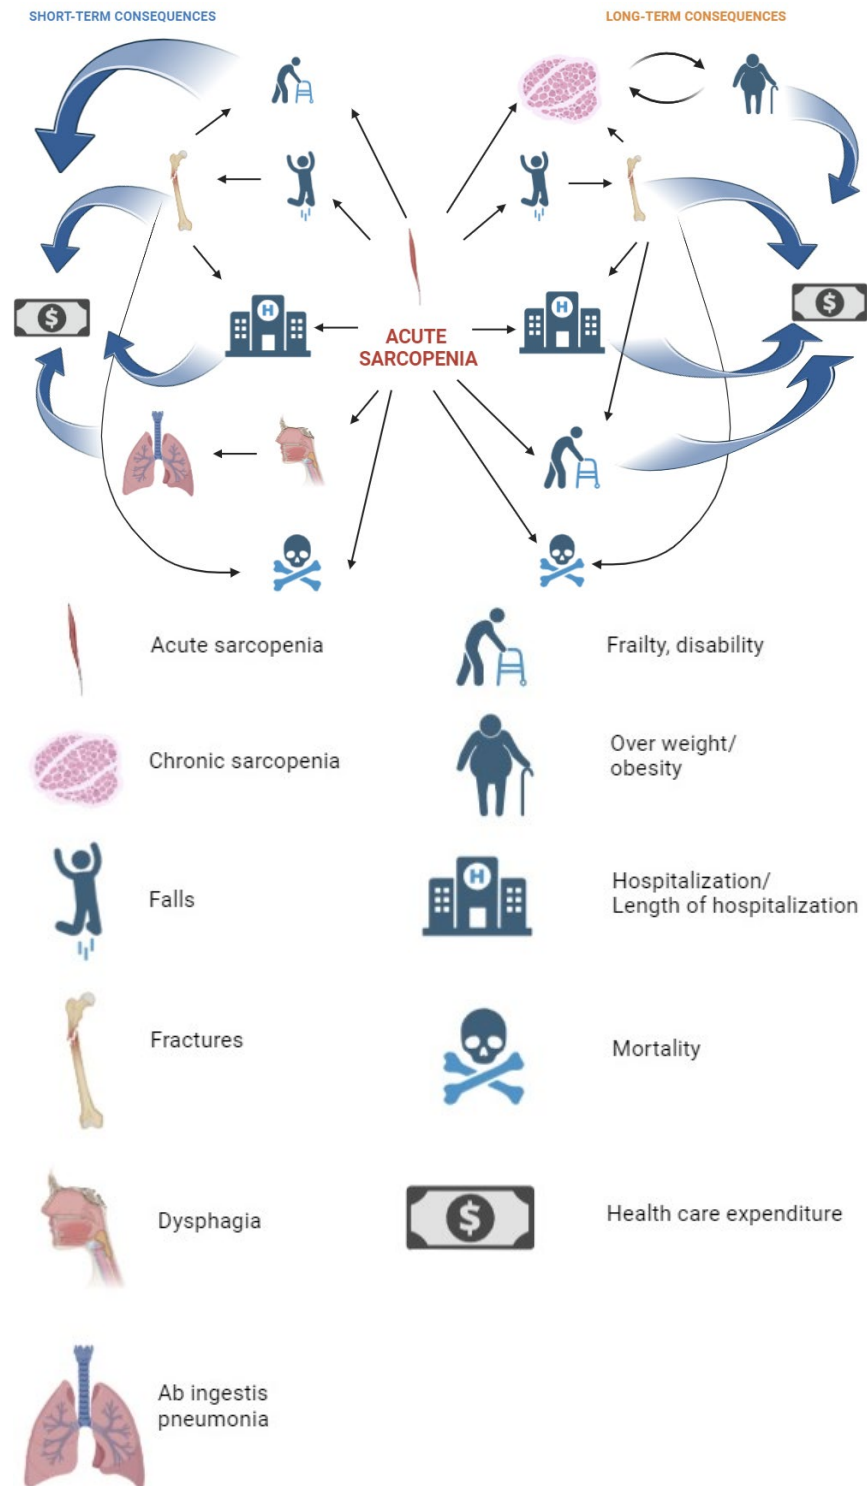 SHORT-TERM CONSEQUENCES
LONG-TERM CONSEQUENCES
H
H
$
$
ACUTE
SARCOPENIA
Acute sarcopenia
Frailty, disability
Chronic sarcopenia
Over weight/
obesity
Falls
H
Hospitalization/
Length of hospitalization
Fractures
Mortality
Dysphagia
$
Health care expenditure
Ab ingestis
pneumonia